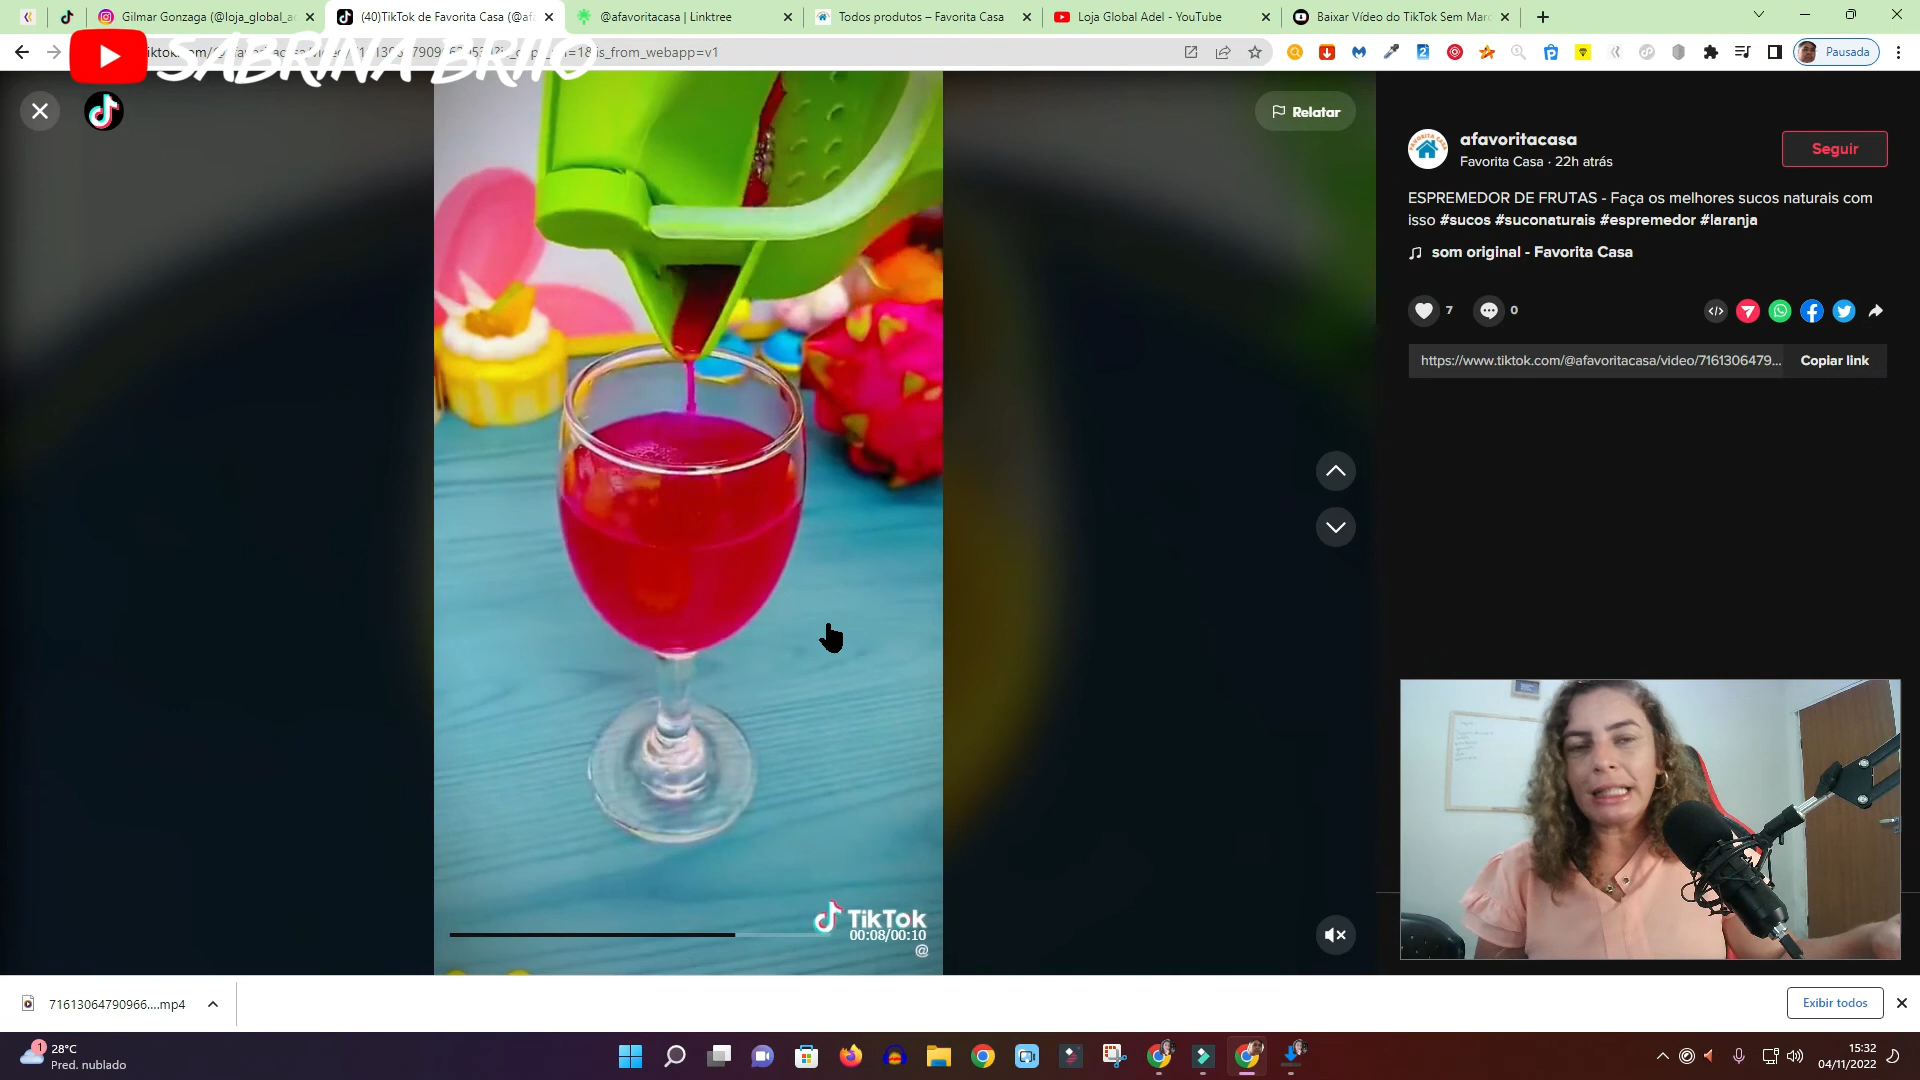 Gilmar Gonzaga (@loja_global_a
(40)TikTok de Favorita Casa (@afa
@afavoritacasa | Linktree
Todos produtos – Favorita Casa
Loja Global Adel - YouTube
Baixar Vídeo do TikTok Sem Marc
is_from_webapp=v1
Pausada
SABRINA BRITO
Relatar
afavoritacasa
Favorita Casa · 22h atrás
Seguir
ESPREMEDOR DE FRUTAS - Faça os melhores sucos naturais com
isso #sucos #suconaturais #espremedor #laranja
som original - Favorita Casa
7
0
https://www.tiktok.com/@afavoritacasa/video/7161306479...
Copiar link
TikTok
00:08/00:10
@
71613064790966....mp4
Exibir todos
1
28°C
Pred. nublado
15:32
04/11/2022